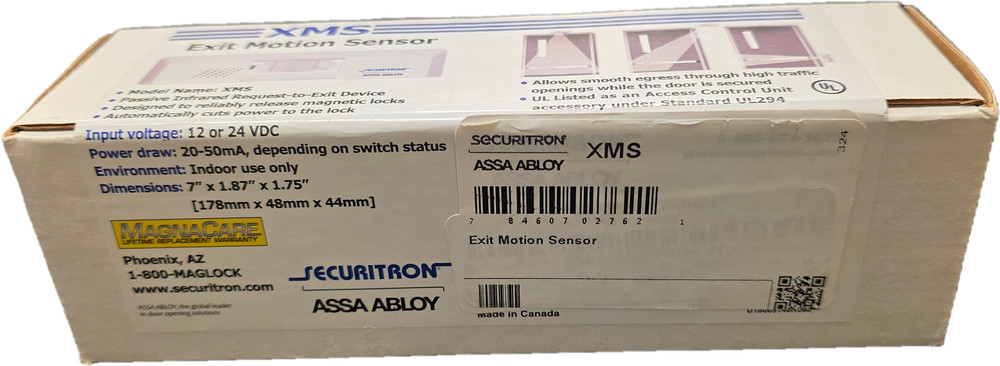 XMS
Exit Motion Sensor
SECURITRON
ASSA ABLOY
• Model Name: XMS
• Passive Infrared Request-to-Exit Device
• Designed to reliably release magnetic locks
• Automatically cuts power to the lock
• Allows smooth egress through high traffic
openings while the door is secured
• UL Listed as an Access Control Unit
accessory under Standard UL294
UL
Input voltage: 12 or 24 VDC
Power draw: 20-50mA, depending on switch status
Environment: Indoor use only
Dimensions: 7” x 1.87” x 1.75”
[178mm x 48mm x 44mm]
MAGNACARE
LIFETIME REPLACEMENT WARRANTY
Phoenix, AZ
1-800-MAGLOCK
www.securitron.com
ASSA ABLOY, the global leader
in door opening solutions
SECURITRON
ASSA ABLOY
SECURITRON
ASSA ABLOY
XMS
324
7 84607 02762 1
Exit Motion Sensor
Made in Canada